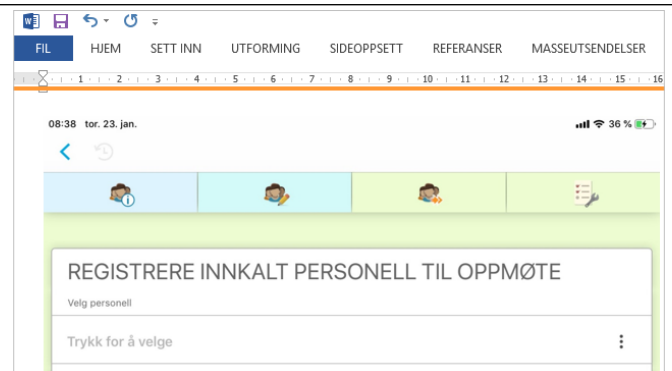 FIL HJEM SETT INN UTFORMING SIDEOPPSETT REFERANSER MASSEUTSENDELSER
1 2 3 4 5 6 7 8 9 10 11 12 13 14 15 16
08:38 tor. 23. jan. 36 %
REGISTRERE INNKALT PERSONELL TIL OPPMØTE
Velg personell
Trykk for å velge